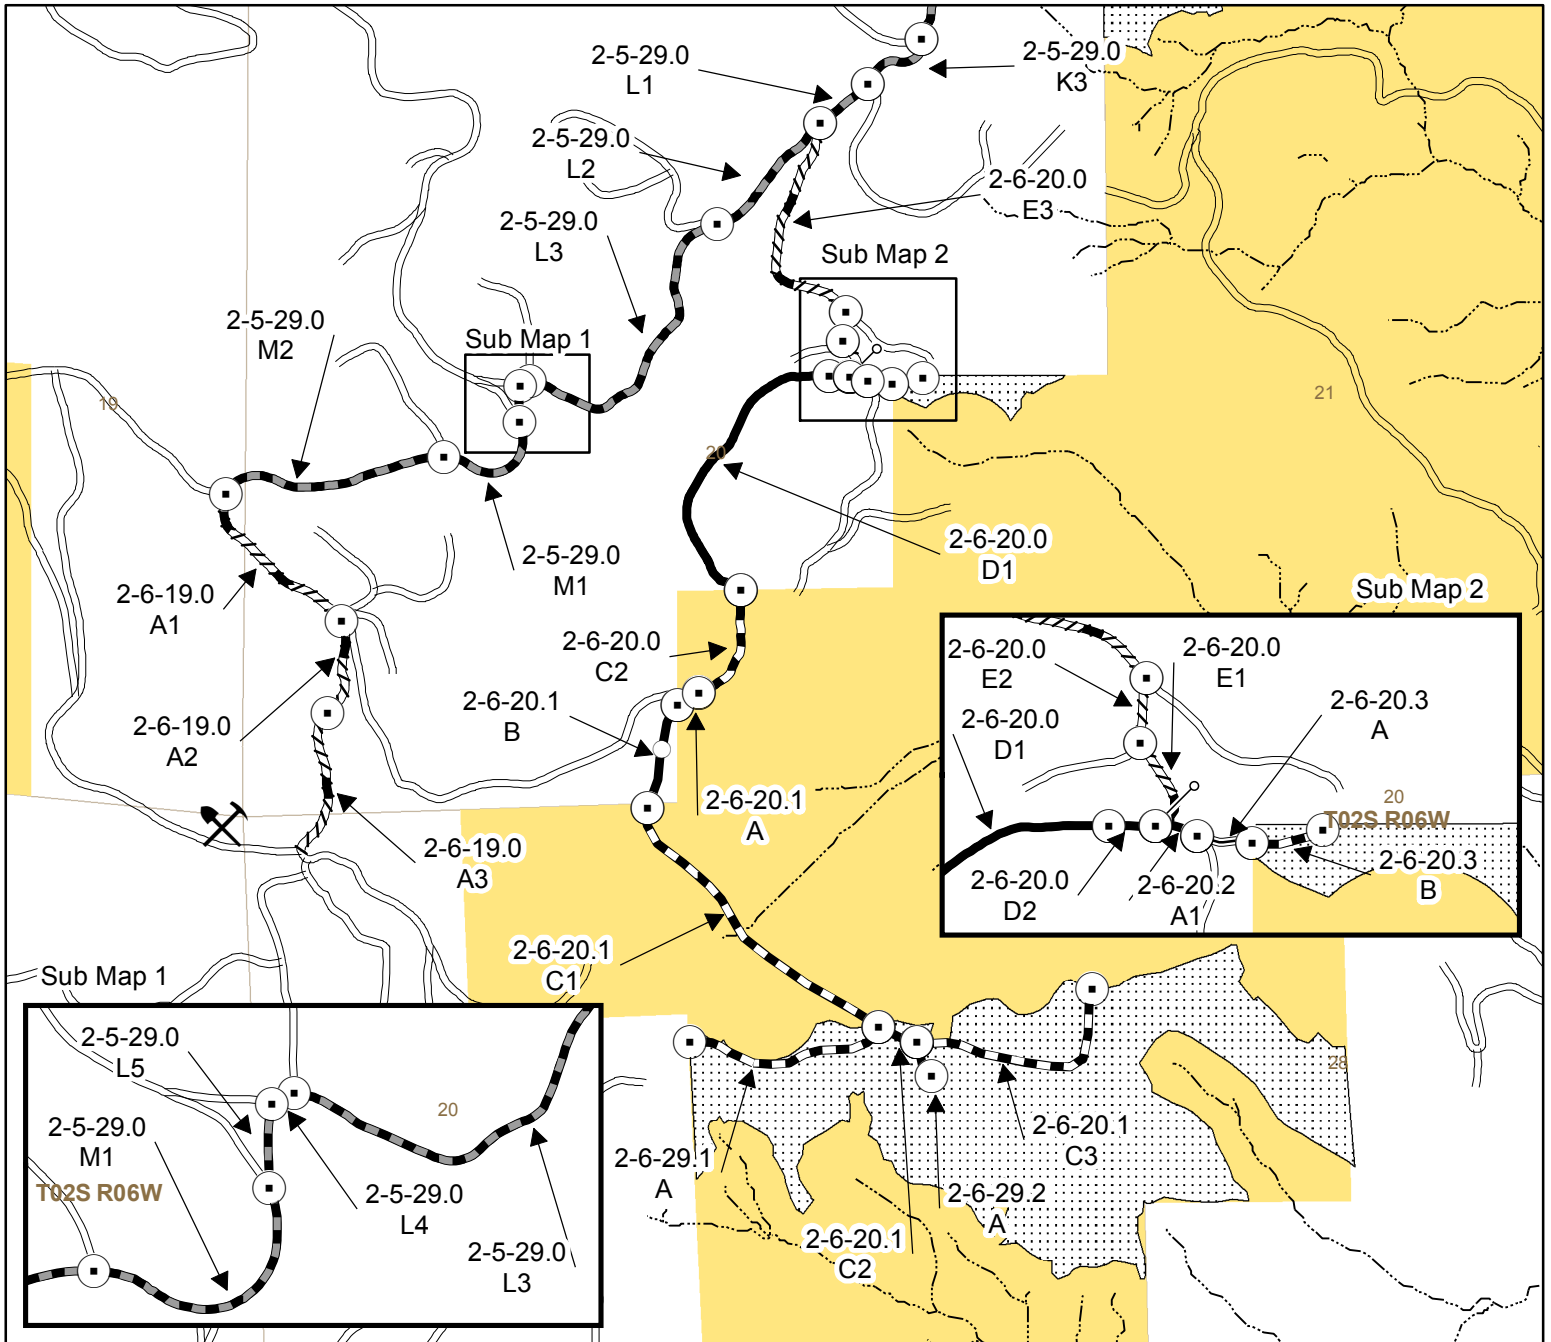 2-5-29.0
L1
2-5-29.0
K3
2-5-29.0
L2
2-6-20.0
E3
2-5-29.0
L3
Sub Map 2
2-5-29.0
M2
Sub Map 1
19
21
20
2-6-20.0
D1
2-5-29.0
M1
2-6-19.0
A1
Sub Map 2
2-6-20.0
C2
2-6-20.1
B
2-6-19.0
A2
2-6-20.1
A
2-6-19.0
A3
2-6-20.0
E2
2-6-20.0
E1
2-6-20.0
D1
2-6-20.3
A
20
T02S R06W
2-6-20.0
D2
2-6-20.2
A1
2-6-20.3
B
2-6-20.1
C1
Sub Map 1
2-5-29.0
L5
20
2-5-29.0
M1
T02S R06W
2-5-29.0
L4
2-5-29.0
L3
28
2-6-20.1
C3
2-6-29.1
A
2-6-29.2
A
2-6-20.1
C2